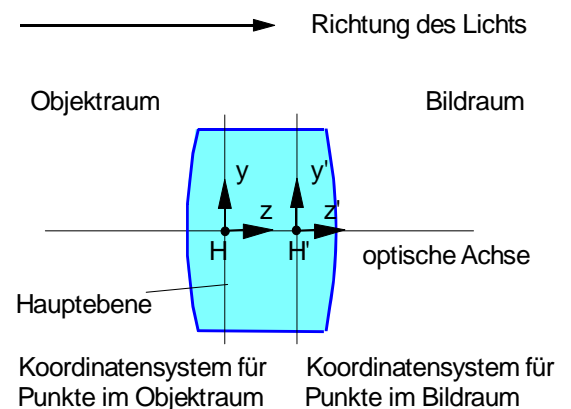 Richtung des Lichts
Objektraum
Bildraum
y
y'
z
z'
H
H'
optische Achse
Hauptebene
Koordinatensystem für
Punkte im Objektraum
Koordinatensystem für
Punkte im Bildraum